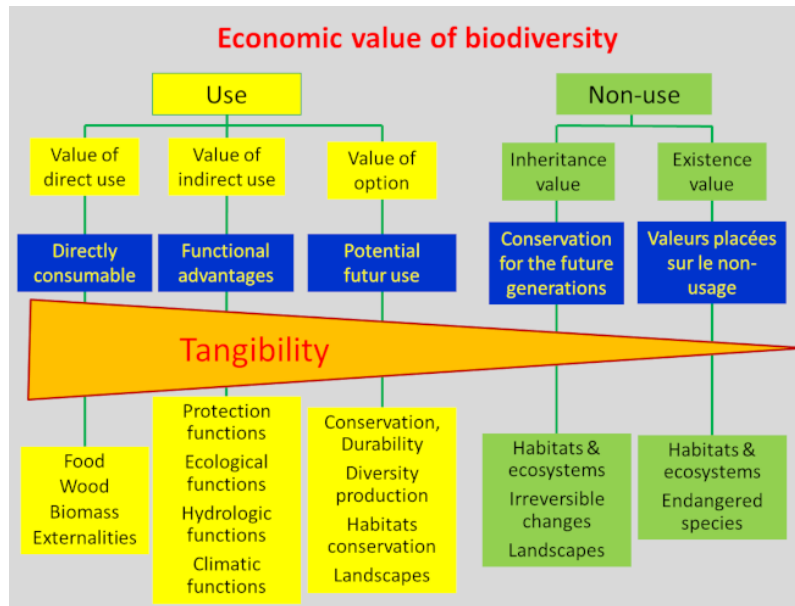 Economic value of biodiversity
Use
Non-use
Value of
direct use
Value of
indirect use
Value of
option
Inheritance
value
Existence
value
Directly
consumable
Functional
advantages
Potential
futur use
Conservation
for the future
generations
Valeurs placées
sur le non-
usage
Tangibility
Food
Wood
Biomass
Externalities
Protection
functions
Ecological
functions
Hydrologic
functions
Climatic
functions
Conservation,
Durability
Diversity
production
Habitats
conservation
Landscapes
Habitats &
ecosystems
Irreversible
changes
Landscapes
Habitats &
ecosystems
Endangered
species